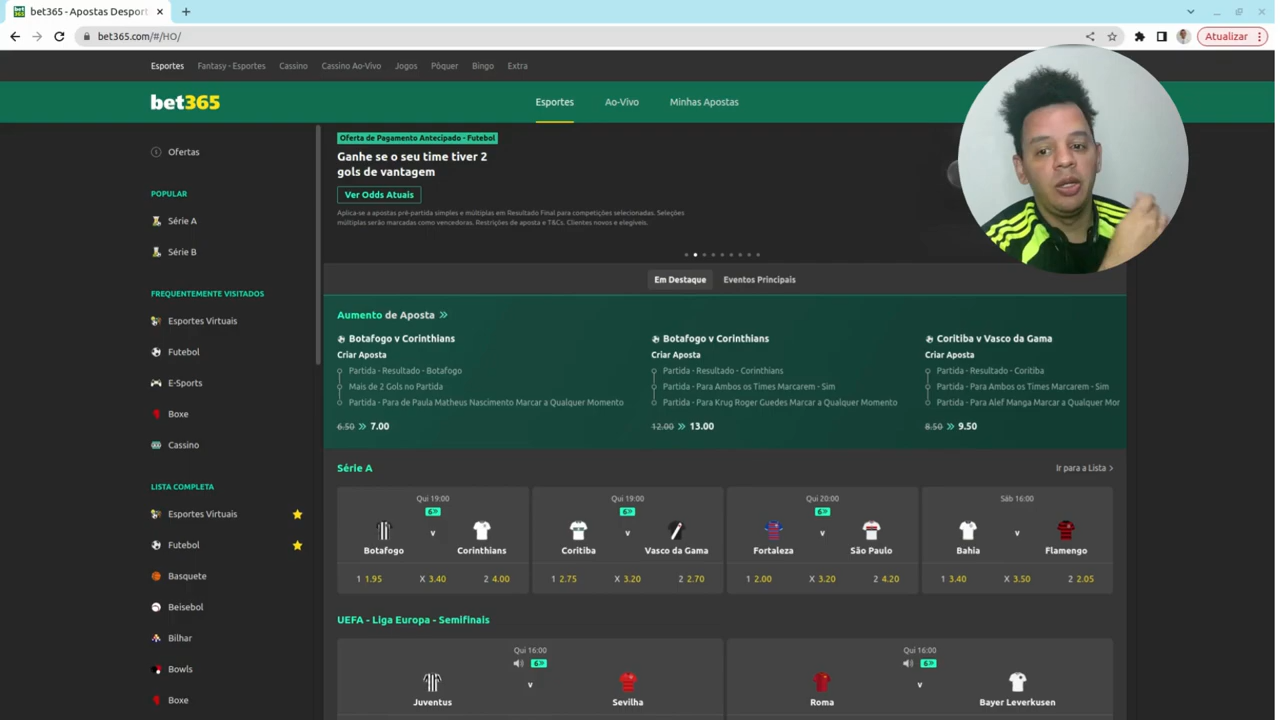 bet365 - Apostas Desport
bet365.com/#/HO/
Atualizar
Esportes
Fantasy - Esportes
Cassino
Cassino Ao-Vivo
Jogos
Pôquer
Bingo
Extra
bet365
Esportes
Ao-Vivo
Minhas Apostas
Ofertas
POPULAR
Série A
Série B
FREQUENTEMENTE VISITADOS
Esportes Virtuais
Futebol
E-Sports
Boxe
Cassino
LISTA COMPLETA
Esportes Virtuais
Futebol
Basquete
Beisebol
Bilhar
Bowls
Boxe
Oferta de Pagamento Antecipado - Futebol
Ganhe se o seu time tiver 2
gols de vantagem
Ver Odds Atuais
Aplica-se a apostas pré-partida simples e múltiplas em Resultado Final para competições selecionadas. Seleções
múltiplas serão marcadas como vencedoras. Restrições de aposta e T&Cs. Clientes novos e elegíveis.
Em Destaque
Eventos Principais
Aumento de Aposta
Botafogo v Corinthians
Criar Aposta
Partida - Resultado - Botafogo
Mais de 2 Gols no Partida
Partida - Para de Paula Matheus Nascimento Marcar a Qualquer Momento
6.50 7.00
Botafogo v Corinthians
Criar Aposta
Partida - Resultado - Corinthians
Partida - Para Ambos os Times Marcarem - Sim
Partida - Para Krug Roger Guedes Marcar a Qualquer Momento
12.00 13.00
Coritiba v Vasco da Gama
Criar Aposta
Partida - Resultado - Coritiba
Partida - Para Ambos os Times Marcarem - Sim
Partida - Para Alef Manga Marcar a Qualquer Mor
8.50 9.50
Série A
Ir para a Lista
Qui 19:00
6
v
Botafogo
Corinthians
1 1.95
X 3.40
2 4.00
Qui 19:00
6
v
Coritiba
Vasco da Gama
1 2.75
X 3.20
2 2.70
Qui 20:00
6
v
Fortaleza
São Paulo
1 2.00
X 3.20
2 4.20
Sáb 16:00
v
Bahia
Flamengo
1 3.40
X 3.50
2 2.05
UEFA - Liga Europa - Semifinais
Qui 16:00
6
v
Juventus
Sevilha
Qui 16:00
6
v
Roma
Bayer Leverkusen